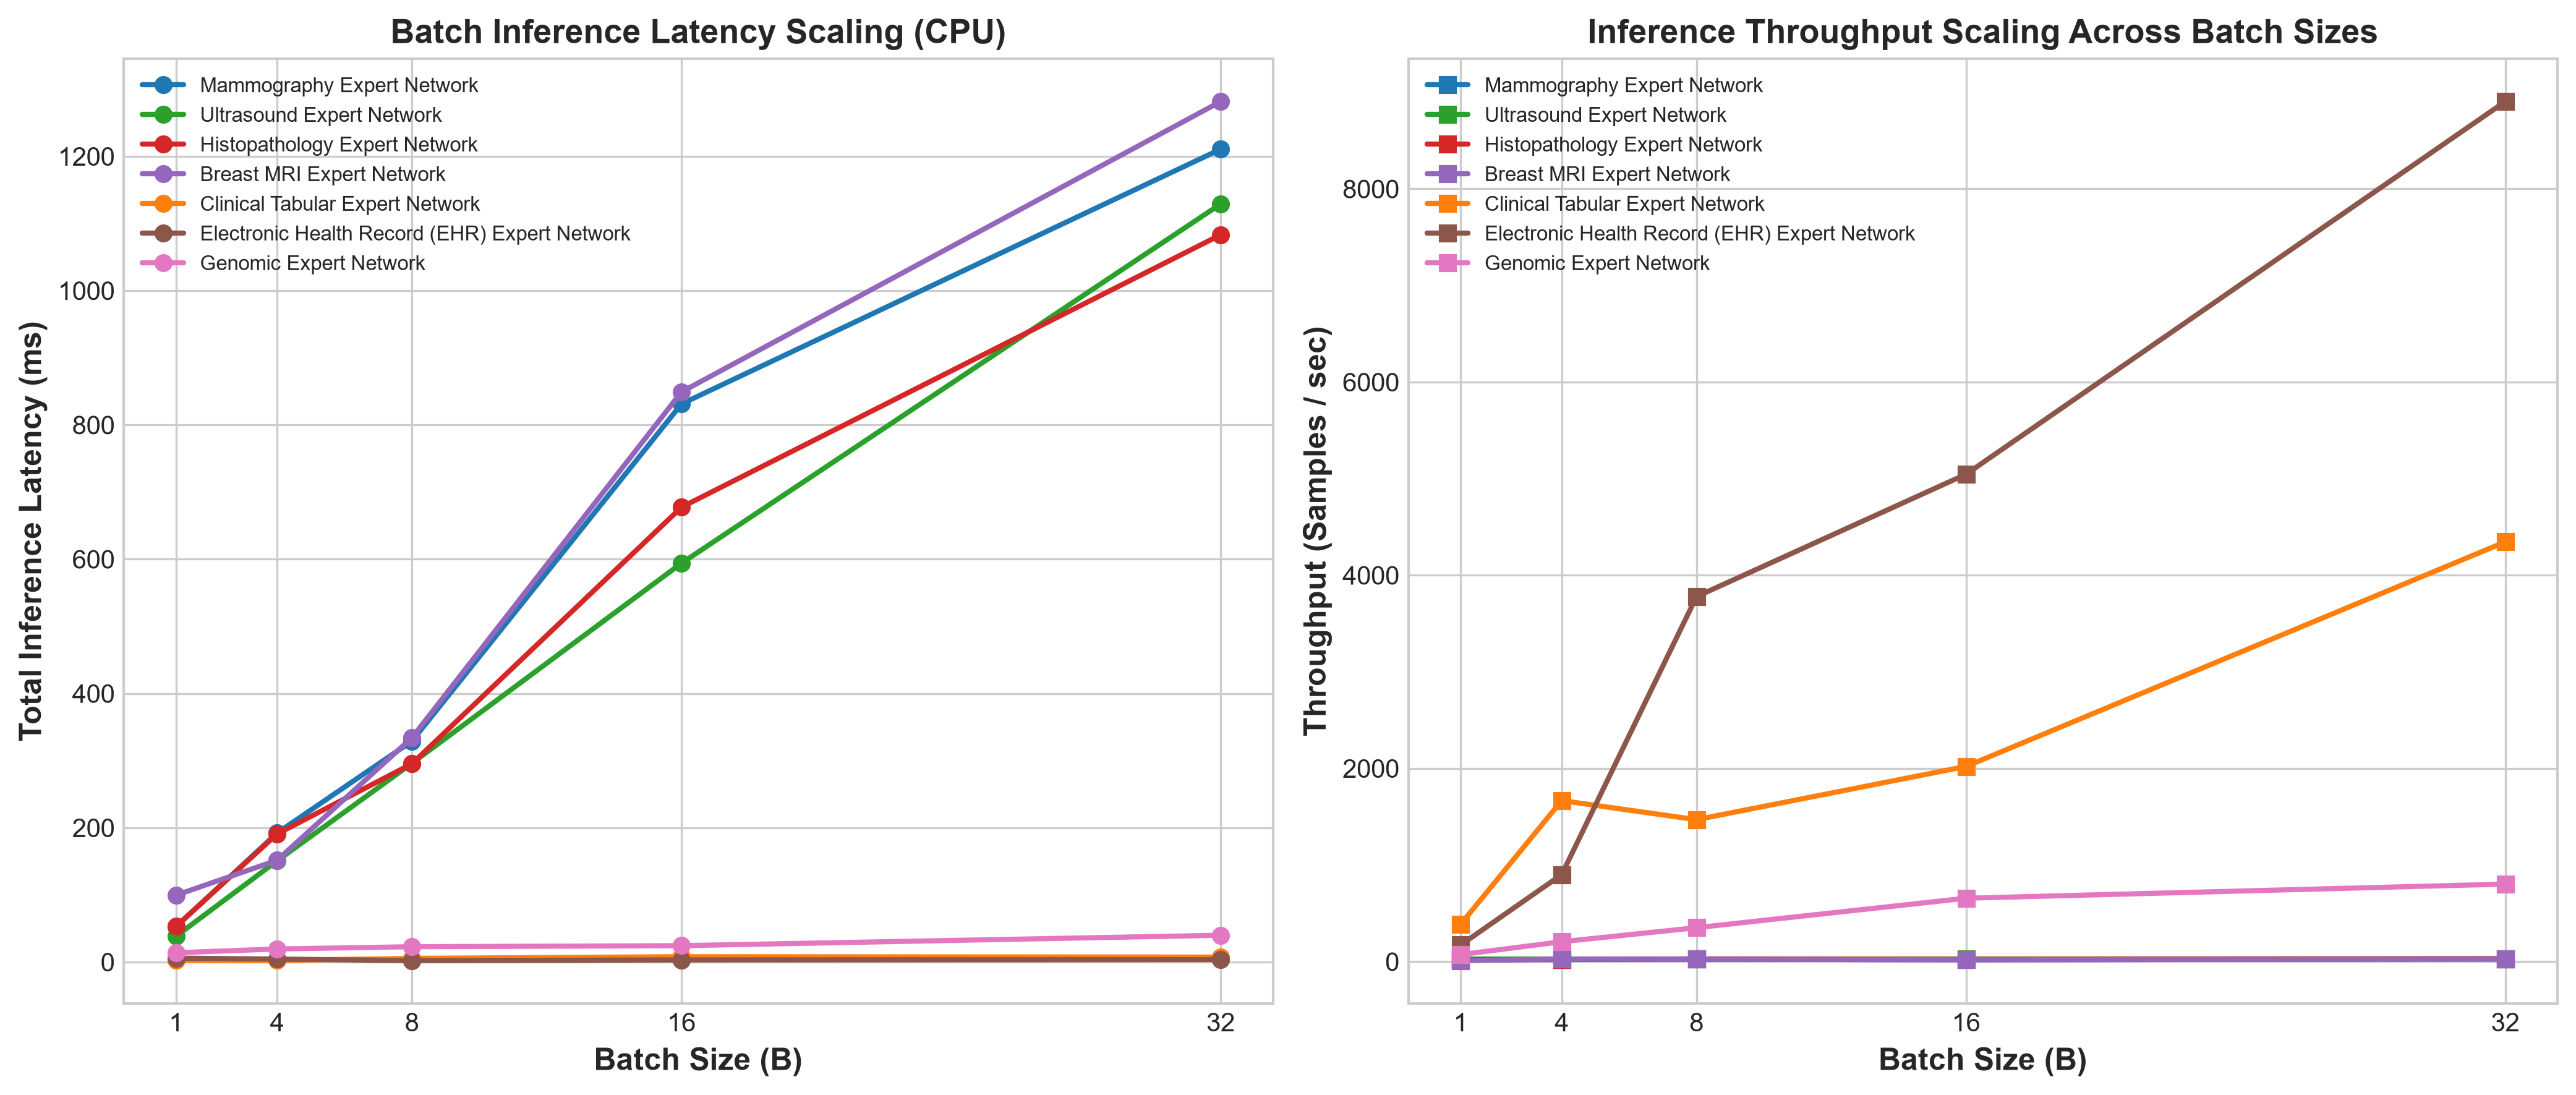 Batch Inference Latency Scaling (CPU)
Mammography Expert Network
Ultrasound Expert Network
Histopathology Expert Network
Breast MRI Expert Network
Clinical Tabular Expert Network
Electronic Health Record (EHR) Expert Network
Genomic Expert Network
Total Inference Latency (ms)
1200
1000
800
600
400
200
0
1 4 8 16 32
Batch Size (B)
Inference Throughput Scaling Across Batch Sizes
Mammography Expert Network
Ultrasound Expert Network
Histopathology Expert Network
Breast MRI Expert Network
Clinical Tabular Expert Network
Electronic Health Record (EHR) Expert Network
Genomic Expert Network
Throughput (Samples / sec)
8000
6000
4000
2000
0
1 4 8 16 32
Batch Size (B)